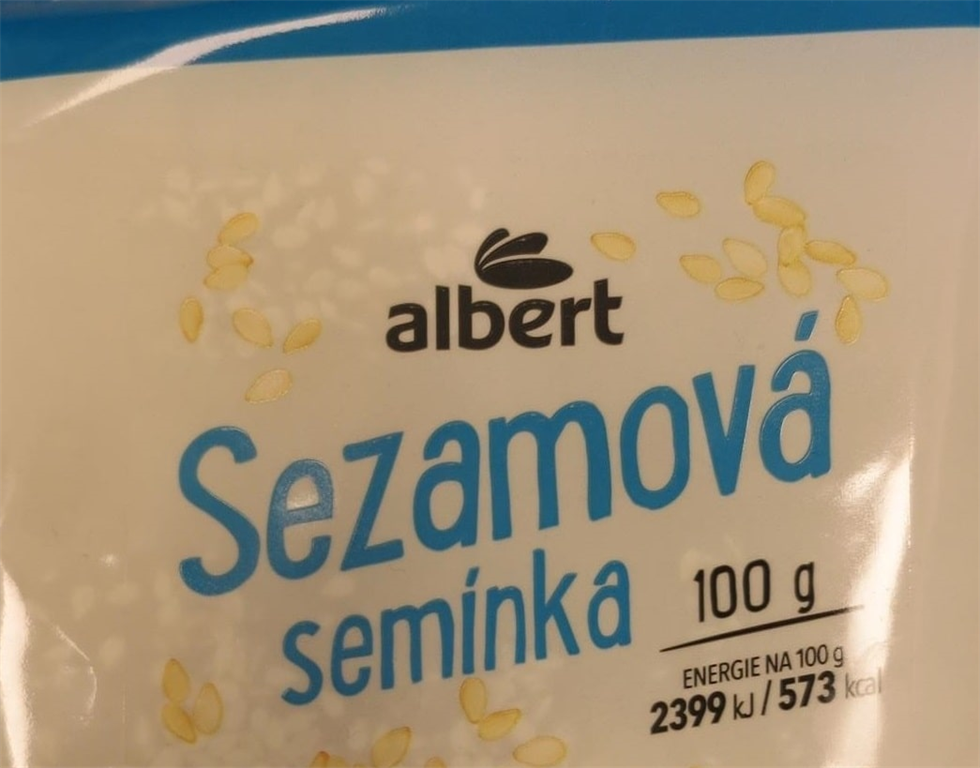 albert
Sezamová
semínka
100 g
ENERGIE NA 100 g
2399 kJ / 573 kcal